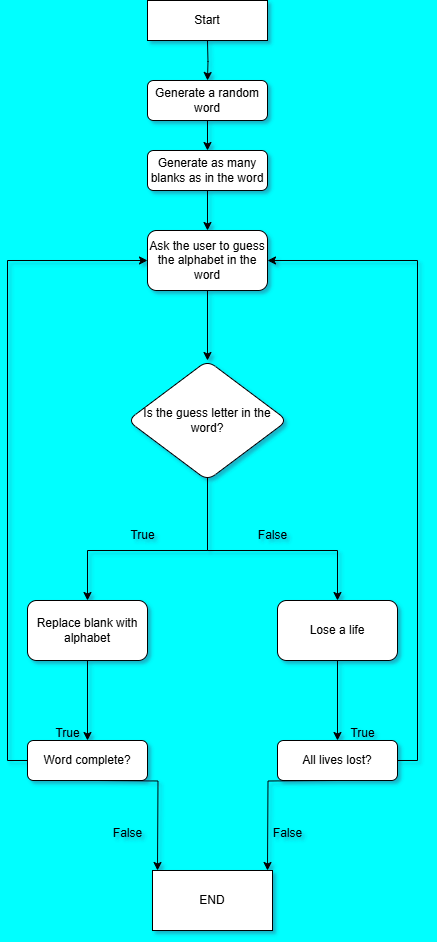 Start
Generate a random
word
Generate as many
blanks as in the word
Ask the user to guess
the alphabet in the
word
Is the guess letter in the
word?
True
False
Replace blank with
alphabet
Lose a life
True
True
Word complete?
All lives lost?
False
False
END